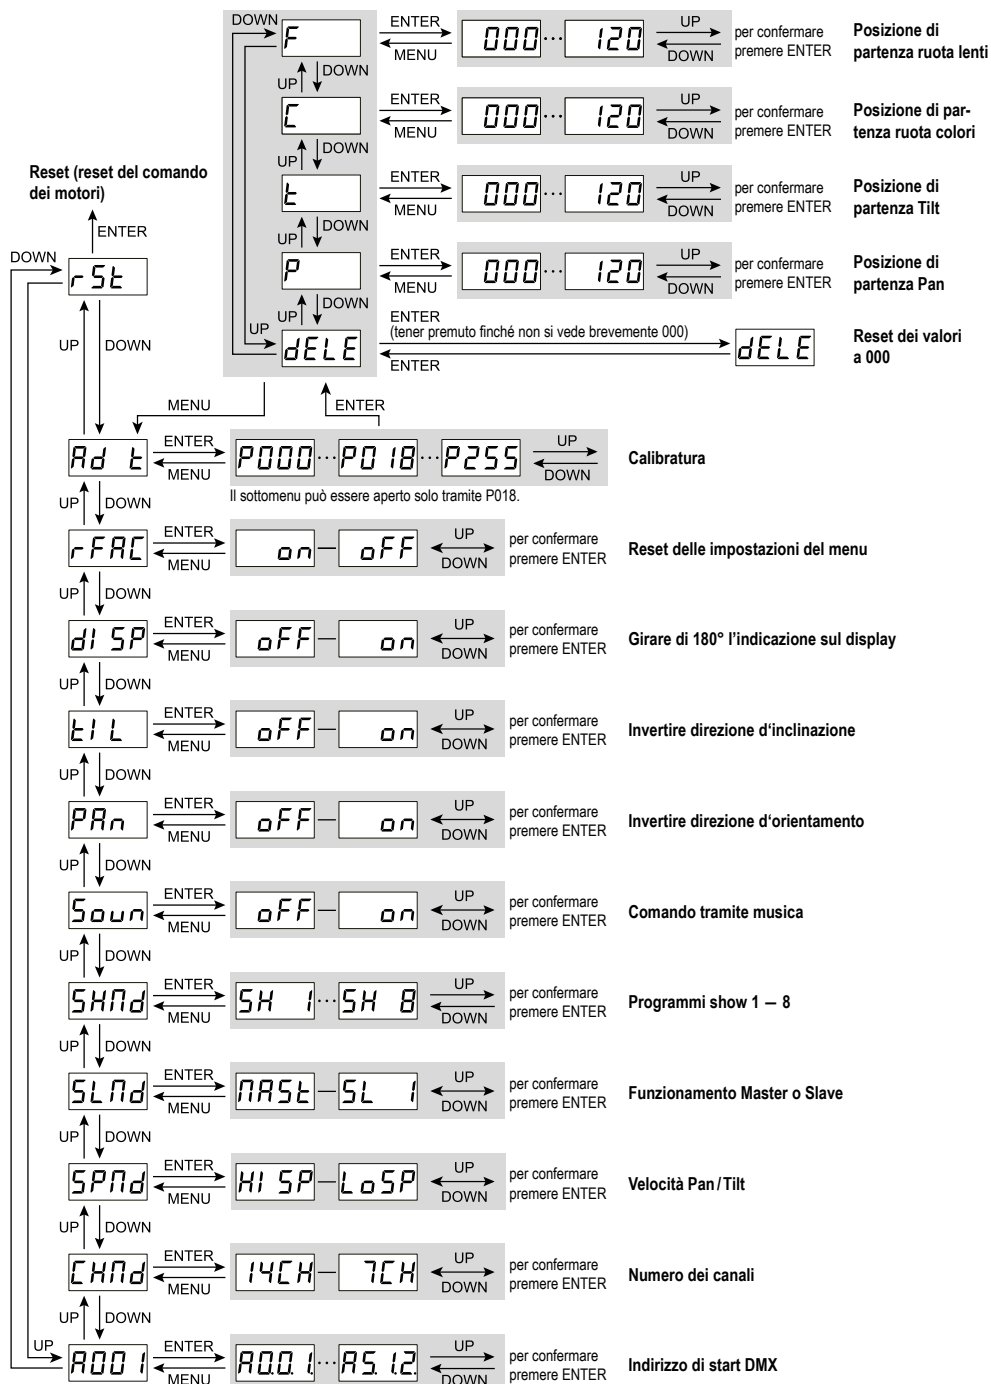 DOWN F ENTER MENU 000 ... 120 UP DOWN per confermare premere ENTER Posizione di partenza ruota lenti
UP DOWN
C ENTER MENU 000 ... 120 UP DOWN per confermare premere ENTER Posizione di par-
tenza ruota colori
UP DOWN
Reset (reset del comando
dei motori)
t ENTER MENU 000 ... 120 UP DOWN per confermare premere ENTER Posizione di partenza Tilt
ENTER
UP DOWN
DOWN rSt
P ENTER MENU 000 ... 120 UP DOWN per confermare premere ENTER Posizione di partenza Pan
UP DOWN
UP DOWN
UP dELE ENTER
(tener premuto finché non si vede brevemente 000)
ENTER
dELE Reset dei valori
a 000
MENU ENTER
Ad t ENTER MENU P000 ... P018 ... P255 UP DOWN Calibratura
Il sottomenu può essere aperto solo tramite P018.
UP DOWN
rFAC ENTER MENU on — oFF UP DOWN per confermare premere ENTER Reset delle impostazioni del menu
UP DOWN
dISP ENTER MENU oFF — on UP DOWN per confermare premere ENTER Girare di 180° l’indicazione sul display
UP DOWN
tIL ENTER MENU oFF — on UP DOWN per confermare premere ENTER Invertire direzione d‘inclinazione
UP DOWN
PAn ENTER MENU oFF — on UP DOWN per confermare premere ENTER Invertire direzione d‘orientamento
UP DOWN
Soun ENTER MENU oFF — on UP DOWN per confermare premere ENTER Comando tramite musica
UP DOWN
SHMd ENTER MENU SH 1 ... SH 8 UP DOWN per confermare premere ENTER Programmi show 1 – 8
UP DOWN
SLMd ENTER MENU MASt — SL 1 UP DOWN per confermare premere ENTER Funzionamento Master o Slave
UP DOWN
SPMd ENTER MENU HISP — LoSP UP DOWN per confermare premere ENTER Velocità Pan / Tilt
UP DOWN
CHMd ENTER MENU 14CH — 7CH UP DOWN per confermare premere ENTER Numero dei canali
UP DOWN
UP A001 ENTER MENU A.0.0.1. ... A.5.1.2. UP DOWN per confermare premere ENTER Indirizzo di start DMX